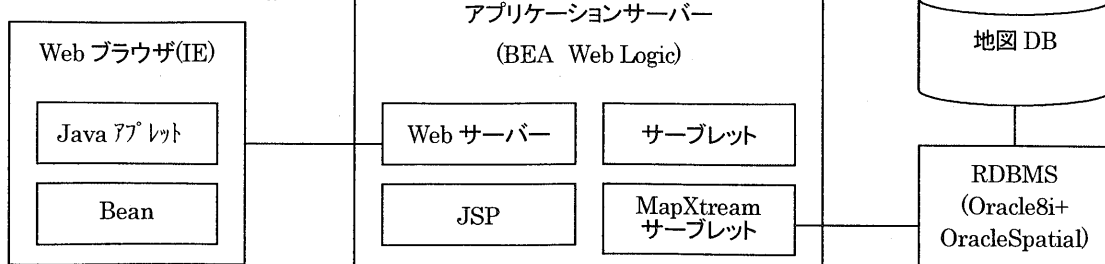 Web ブラウザ(IE)
Java アプレット
Bean
アプリケーションサーバー
(BEA Web Logic)
Web サーバー
サーブレット
JSP
MapXtream
サーブレット
地図 DB
RDBMS
(Oracle8i+
OracleSpatial)